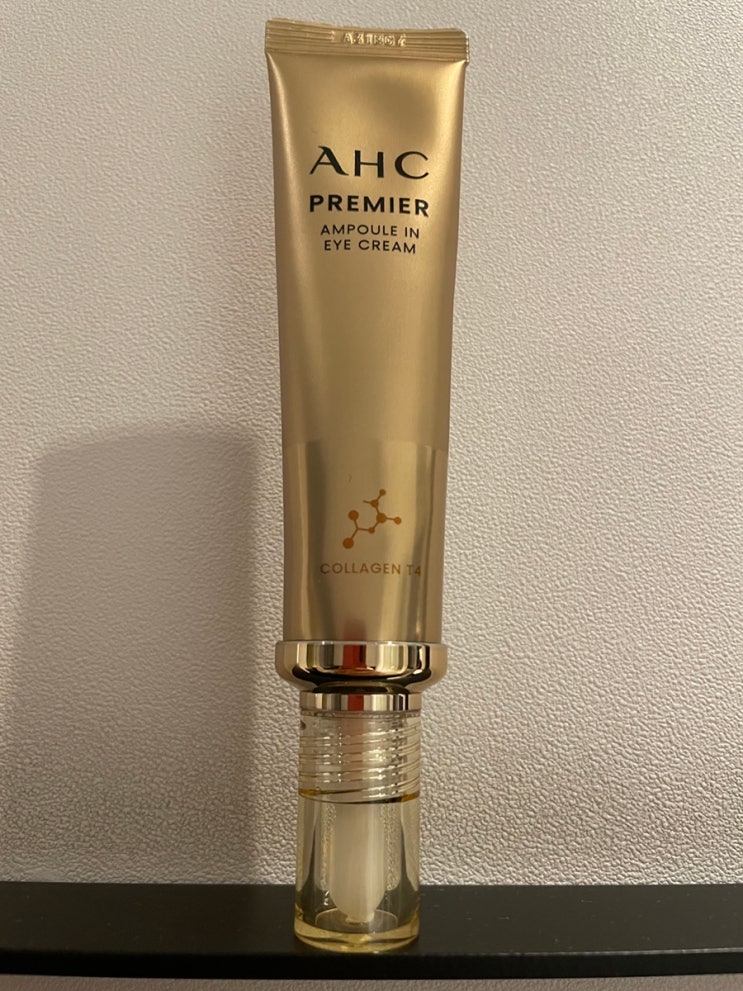 AHC
PREMIER
AMPOULE IN
EYE CREAM
COLLAGEN T4